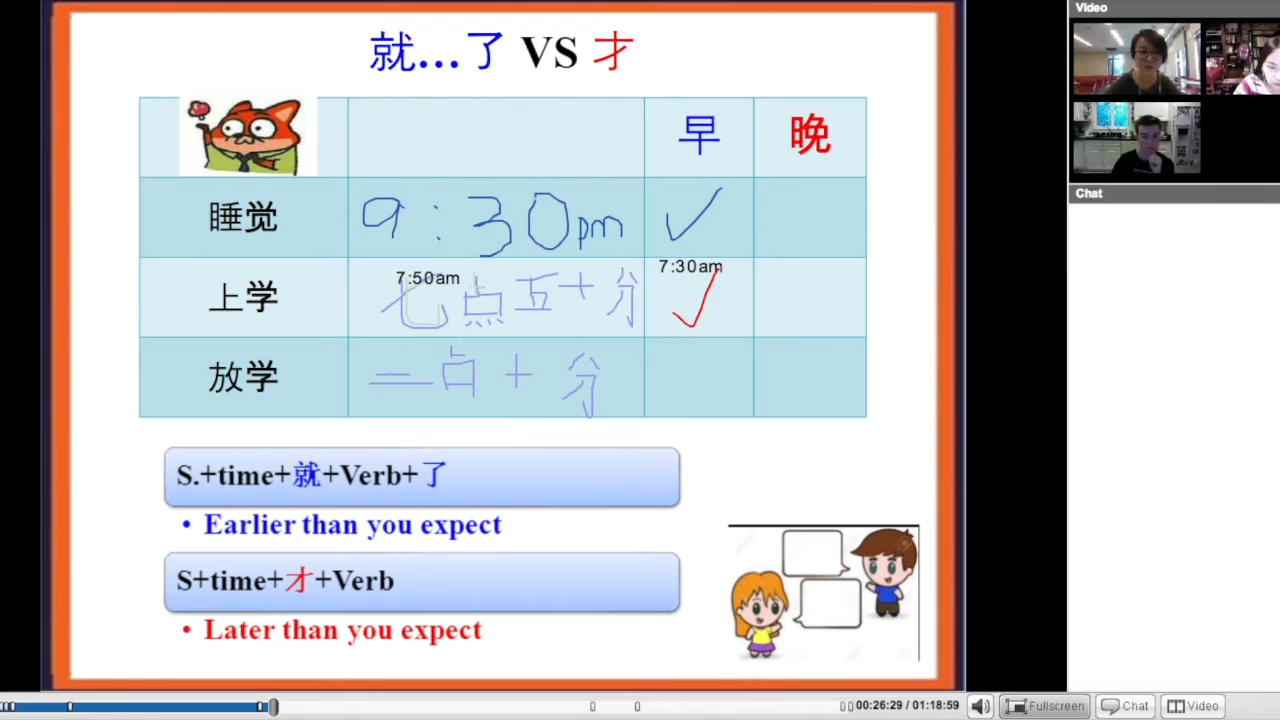 Video
就...了 VS 才
早 晚
睡觉 9:30pm ✓
7:50am 7:30am
上学 七点五十分 ✓
放学 二占十分
S.+time+就+Verb+了
• Earlier than you expect
S+time+才+Verb
• Later than you expect
Chat
00:26:29 / 01:18:59 Fullscreen Chat Video